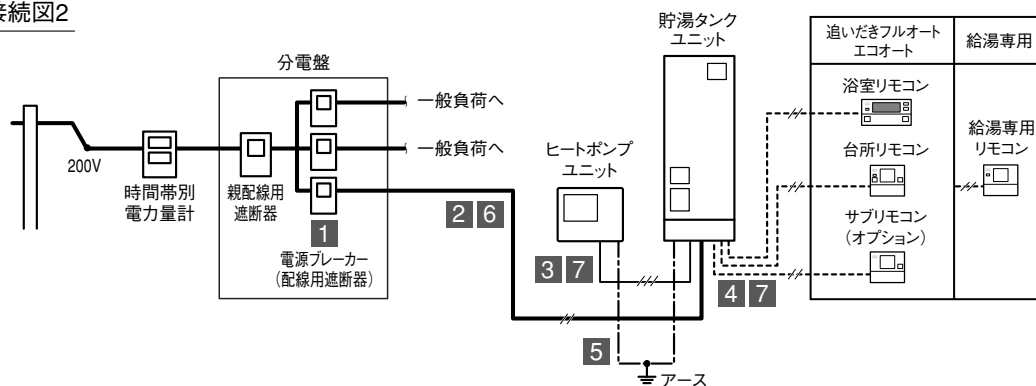 接続図2
分電盤
一般負荷へ
一般負荷へ
200V
時間帯別
電力量計
親配線用
遮断器
1
電源ブレーカー
（配線用遮断器）
2 6
ヒートポンプ
ユニット
3 7
貯湯タンク
ユニット
4 7
5
アース
追いだきフルオート
エコオート
給湯専用
浴室リモコン
台所リモコン
サブリモコン
（オプション）
給湯専用
リモコン